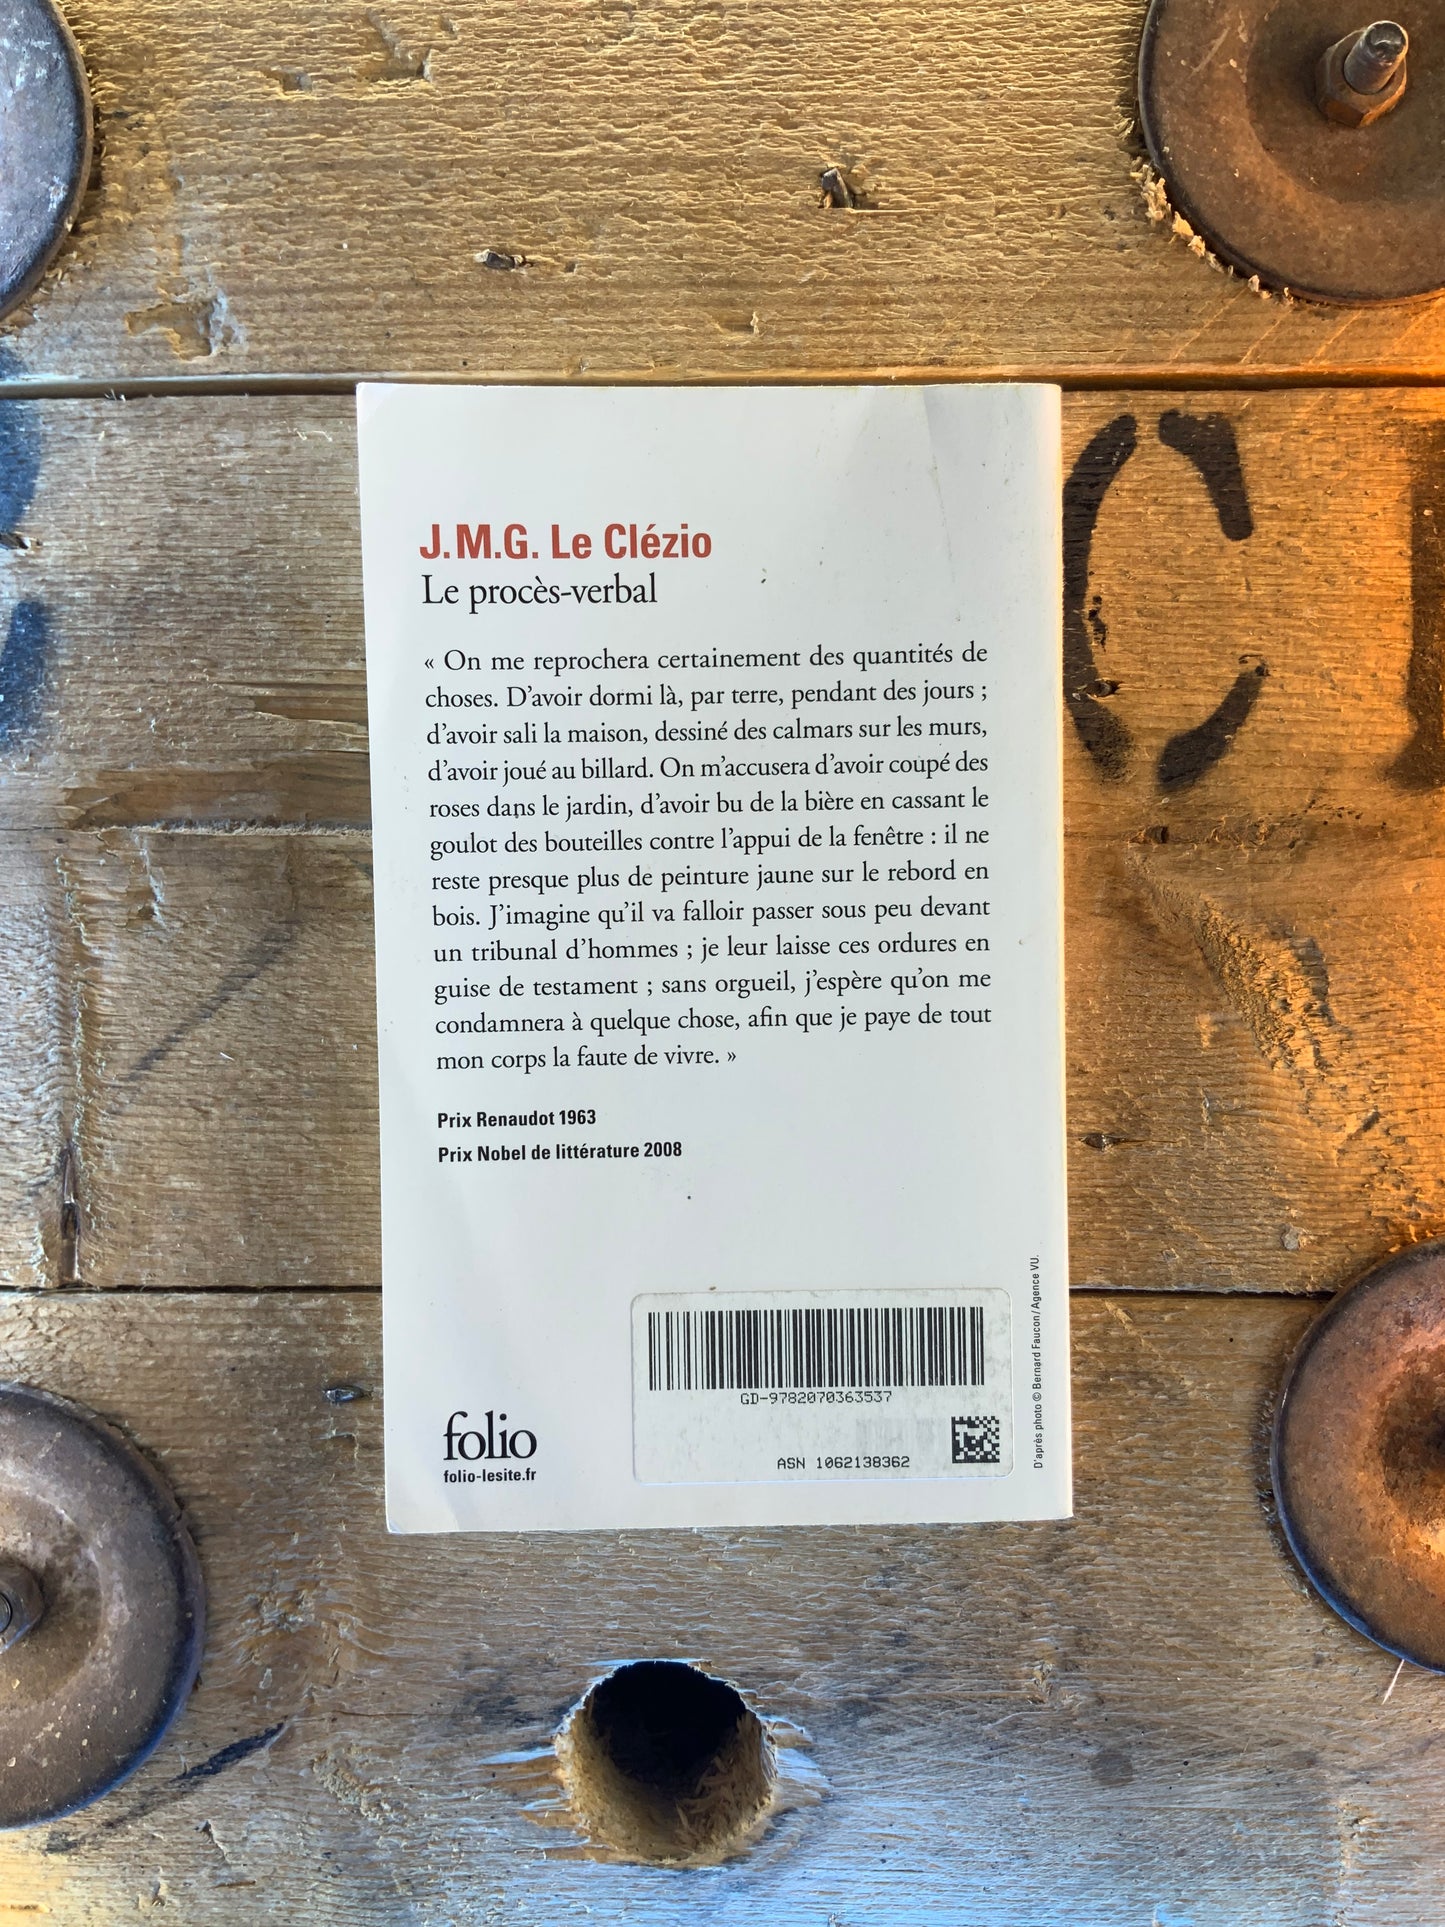 J.M.G. Le Clézio
Le procès-verbal
« On me reprochera certainement des quantités de
choses. D'avoir dormi là, par terre, pendant des jours ;
d'avoir sali la maison, dessiné des calmars sur les murs,
d'avoir joué au billard. On m'accusera d'avoir coupé des
roses dans le jardin, d'avoir bu de la bière en cassant le
goulot des bouteilles contre l'appui de la fenêtre : il ne
reste presque plus de peinture jaune sur le rebord en
bois. J'imagine qu'il va falloir passer sous peu devant
un tribunal d'hommes ; je leur laisse ces ordures en
guise de testament ; sans orgueil, j'espère qu'on me
condamnera à quelque chose, afin que je paye de tout
mon corps la faute de vivre. »
Prix Renaudot 1963
Prix Nobel de littérature 2008
GD-9782070363537
ASN 1062138362
folio
folio-lesite.fr
D'après photo © Bernard Faucon / Agence VU.
C